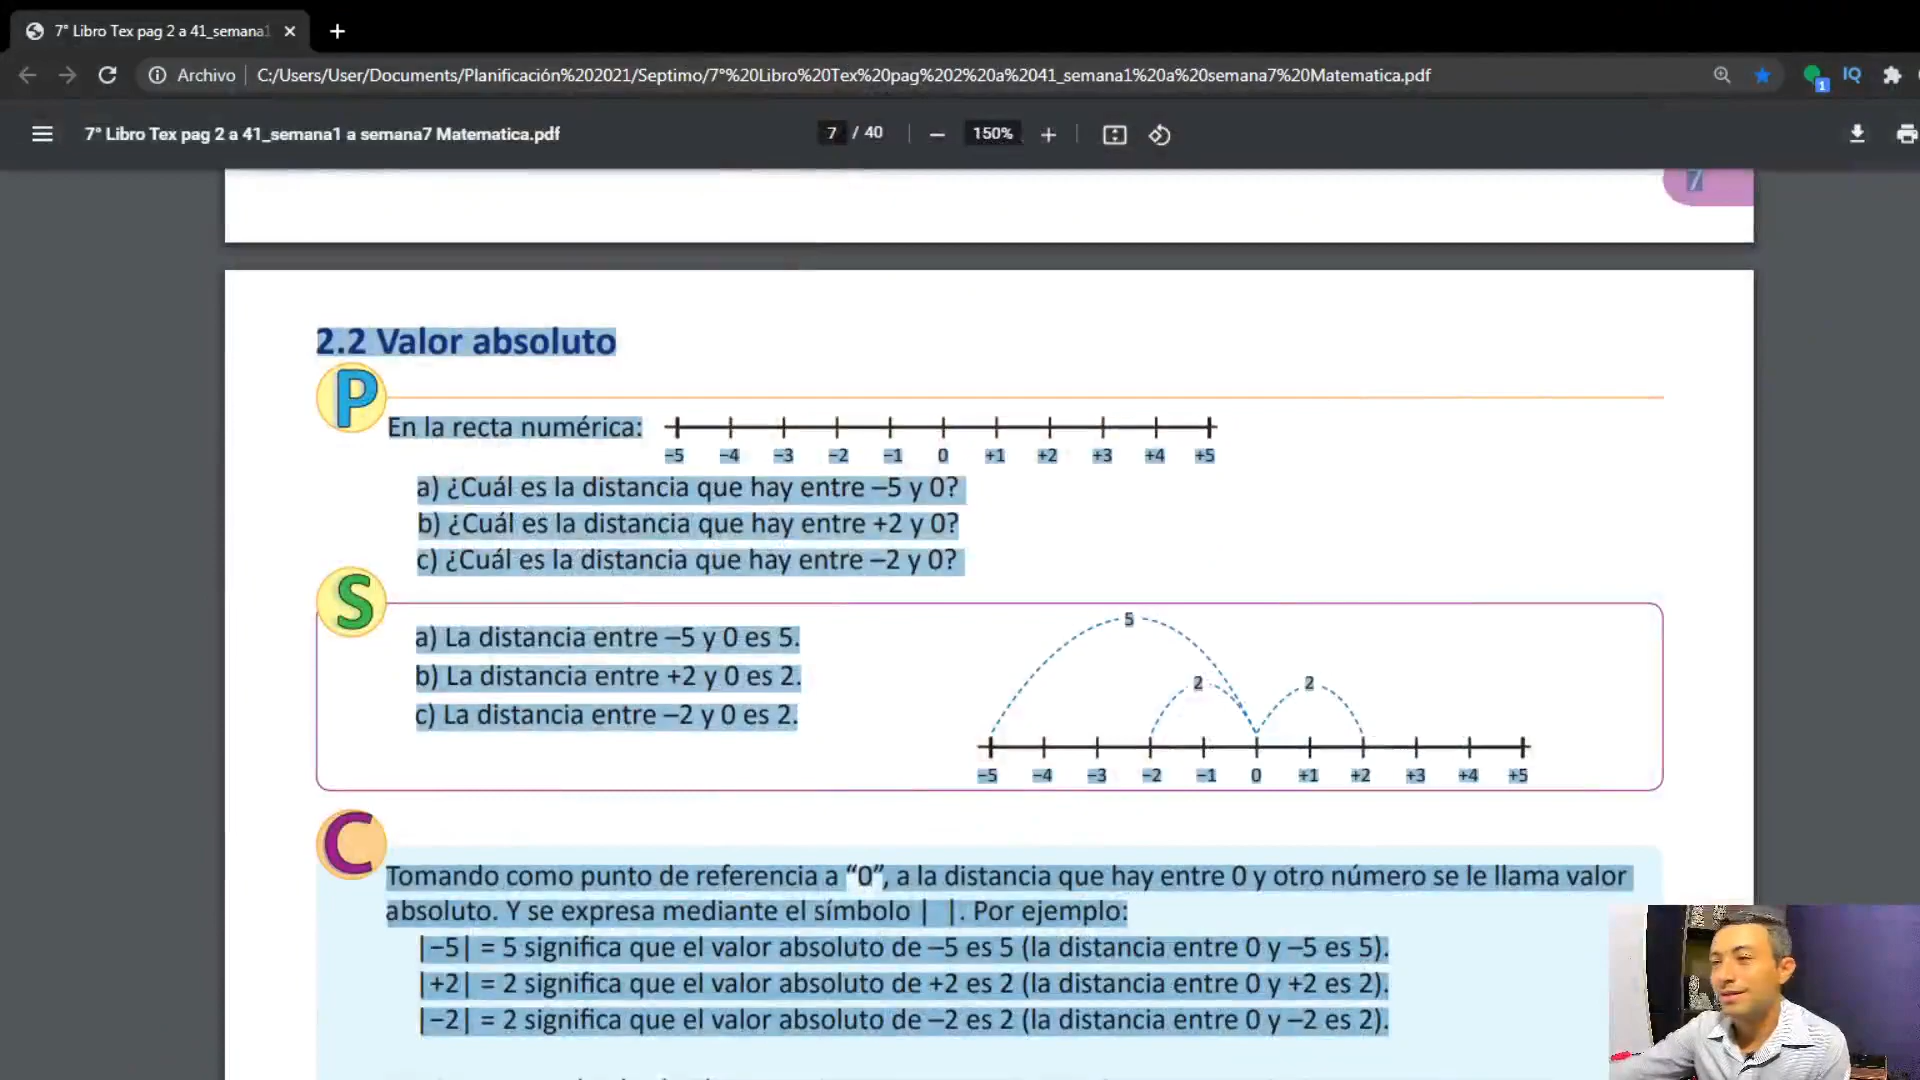 7° Libro Tex pag 2 a 41_semana1
Archivo
C:/Users/User/Documents/Planificación%202021/Septimo/7°%20Libro%20Tex%20pag%202%20a%2041_semana1%20a%20semana7%20Matematica.pdf
1
IQ
7° Libro Tex pag 2 a 41_semana1 a semana7 Matematica.pdf
7 / 40
150%
7
2.2 Valor absoluto
P
En la recta numérica:
–5 –4 –3 –2 –1 0 +1 +2 +3 +4 +5
a) ¿Cuál es la distancia que hay entre –5 y 0?
b) ¿Cuál es la distancia que hay entre +2 y 0?
c) ¿Cuál es la distancia que hay entre –2 y 0?
S
a) La distancia entre –5 y 0 es 5.
b) La distancia entre +2 y 0 es 2.
c) La distancia entre –2 y 0 es 2.
5
2 2
–5 –4 –3 –2 –1 0 +1 +2 +3 +4 +5
C
Tomando como punto de referencia a “0”, a la distancia que hay entre 0 y otro número se le llama valor
absoluto. Y se expresa mediante el símbolo | |. Por ejemplo:
|–5| = 5 significa que el valor absoluto de –5 es 5 (la distancia entre 0 y –5 es 5).
|+2| = 2 significa que el valor absoluto de +2 es 2 (la distancia entre 0 y +2 es 2).
|–2| = 2 significa que el valor absoluto de –2 es 2 (la distancia entre 0 y –2 es 2).